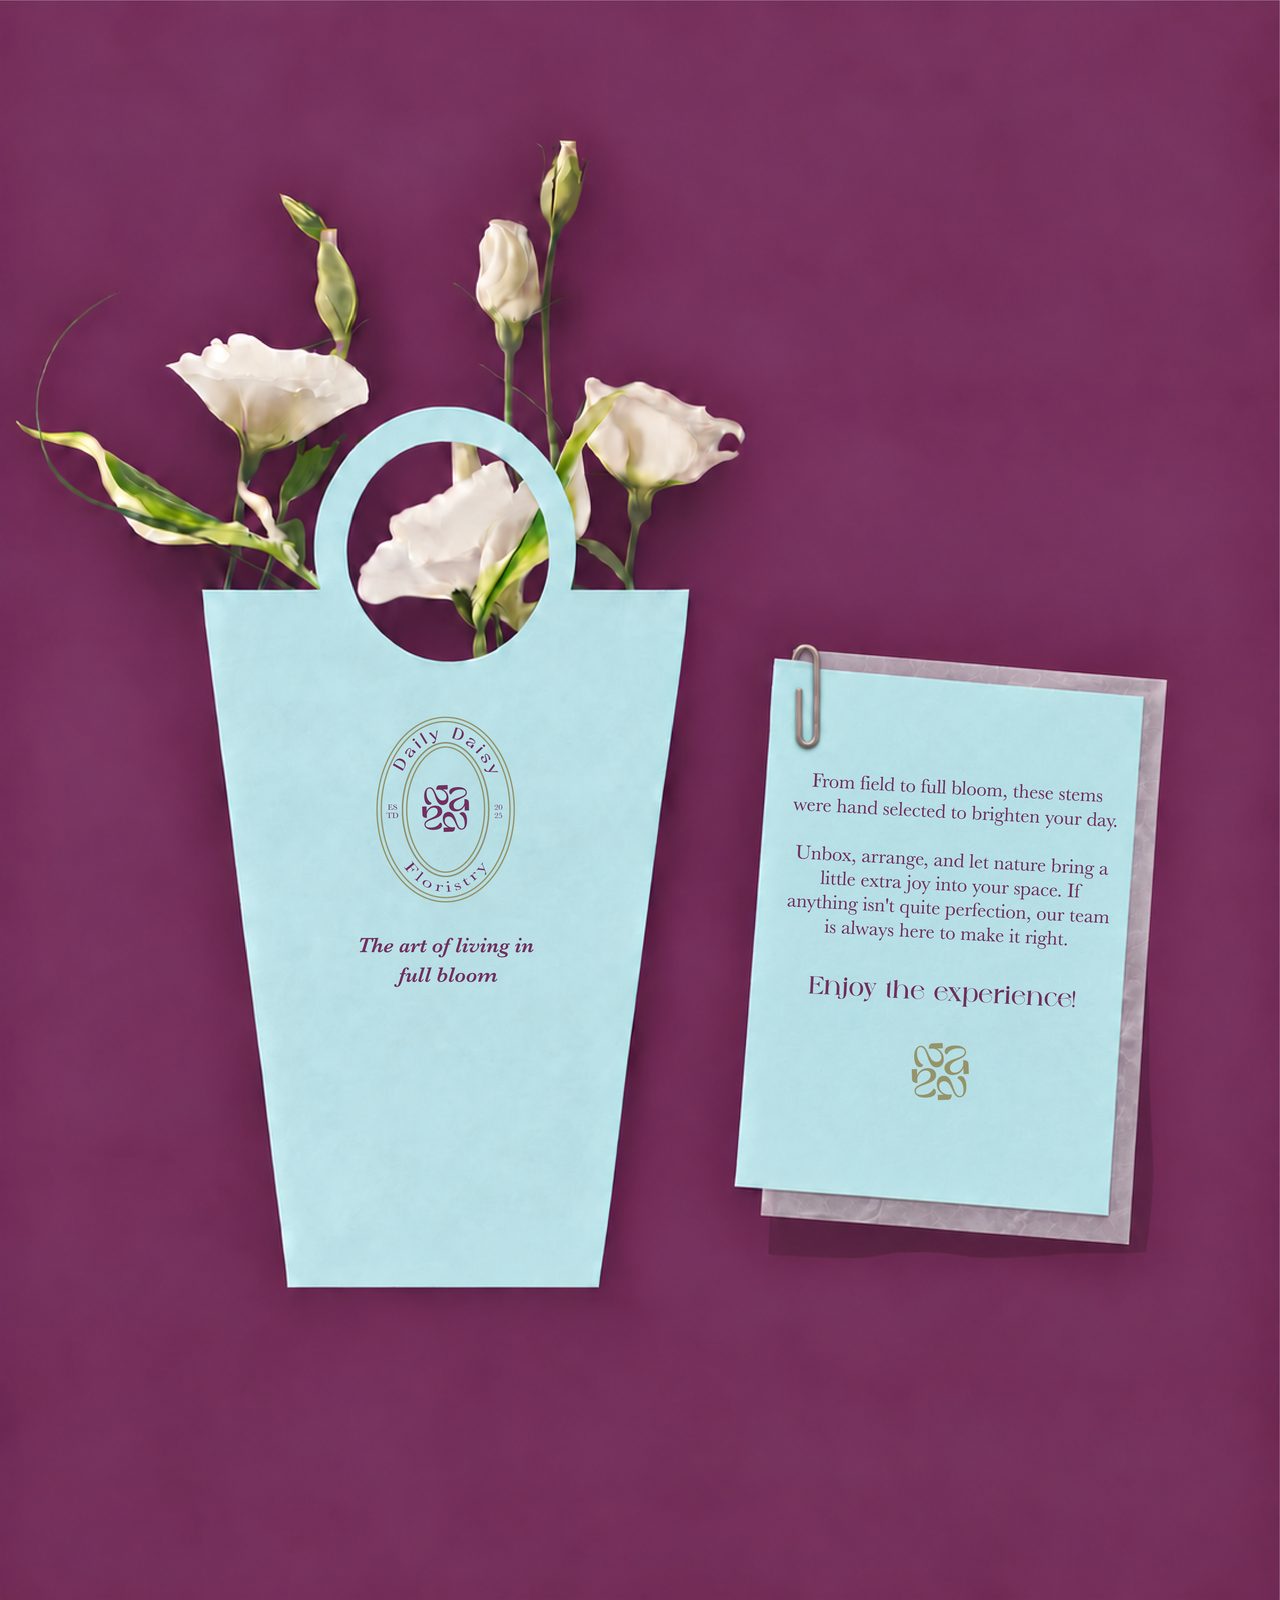 Daily Daisy
ES
TD
20
25
Floristry
The art of living in
full bloom
From field to full bloom, these stems
were hand selected to brighten your day.
Unbox, arrange, and let nature bring a
little extra joy into your space. If
anything isn't quite perfection, our team
is always here to make it right.
Enjoy the experience!